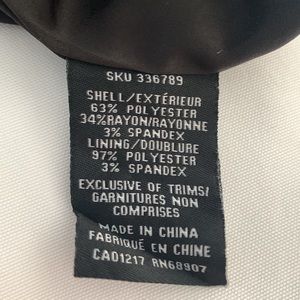 SKU 336789
SHELL/EXTÉRIEUR
63% POLYESTER
34%RAYON/RAYONNE
3% SPANDEX
LINING/DOUBLURE
97% POLYESTER
3% SPANDEX
EXCLUSIVE OF TRIMS/
GARNITURES NON
COMPRISES
MADE IN CHINA
FABRIQUÉ EN CHINE
CA01217 RN68907